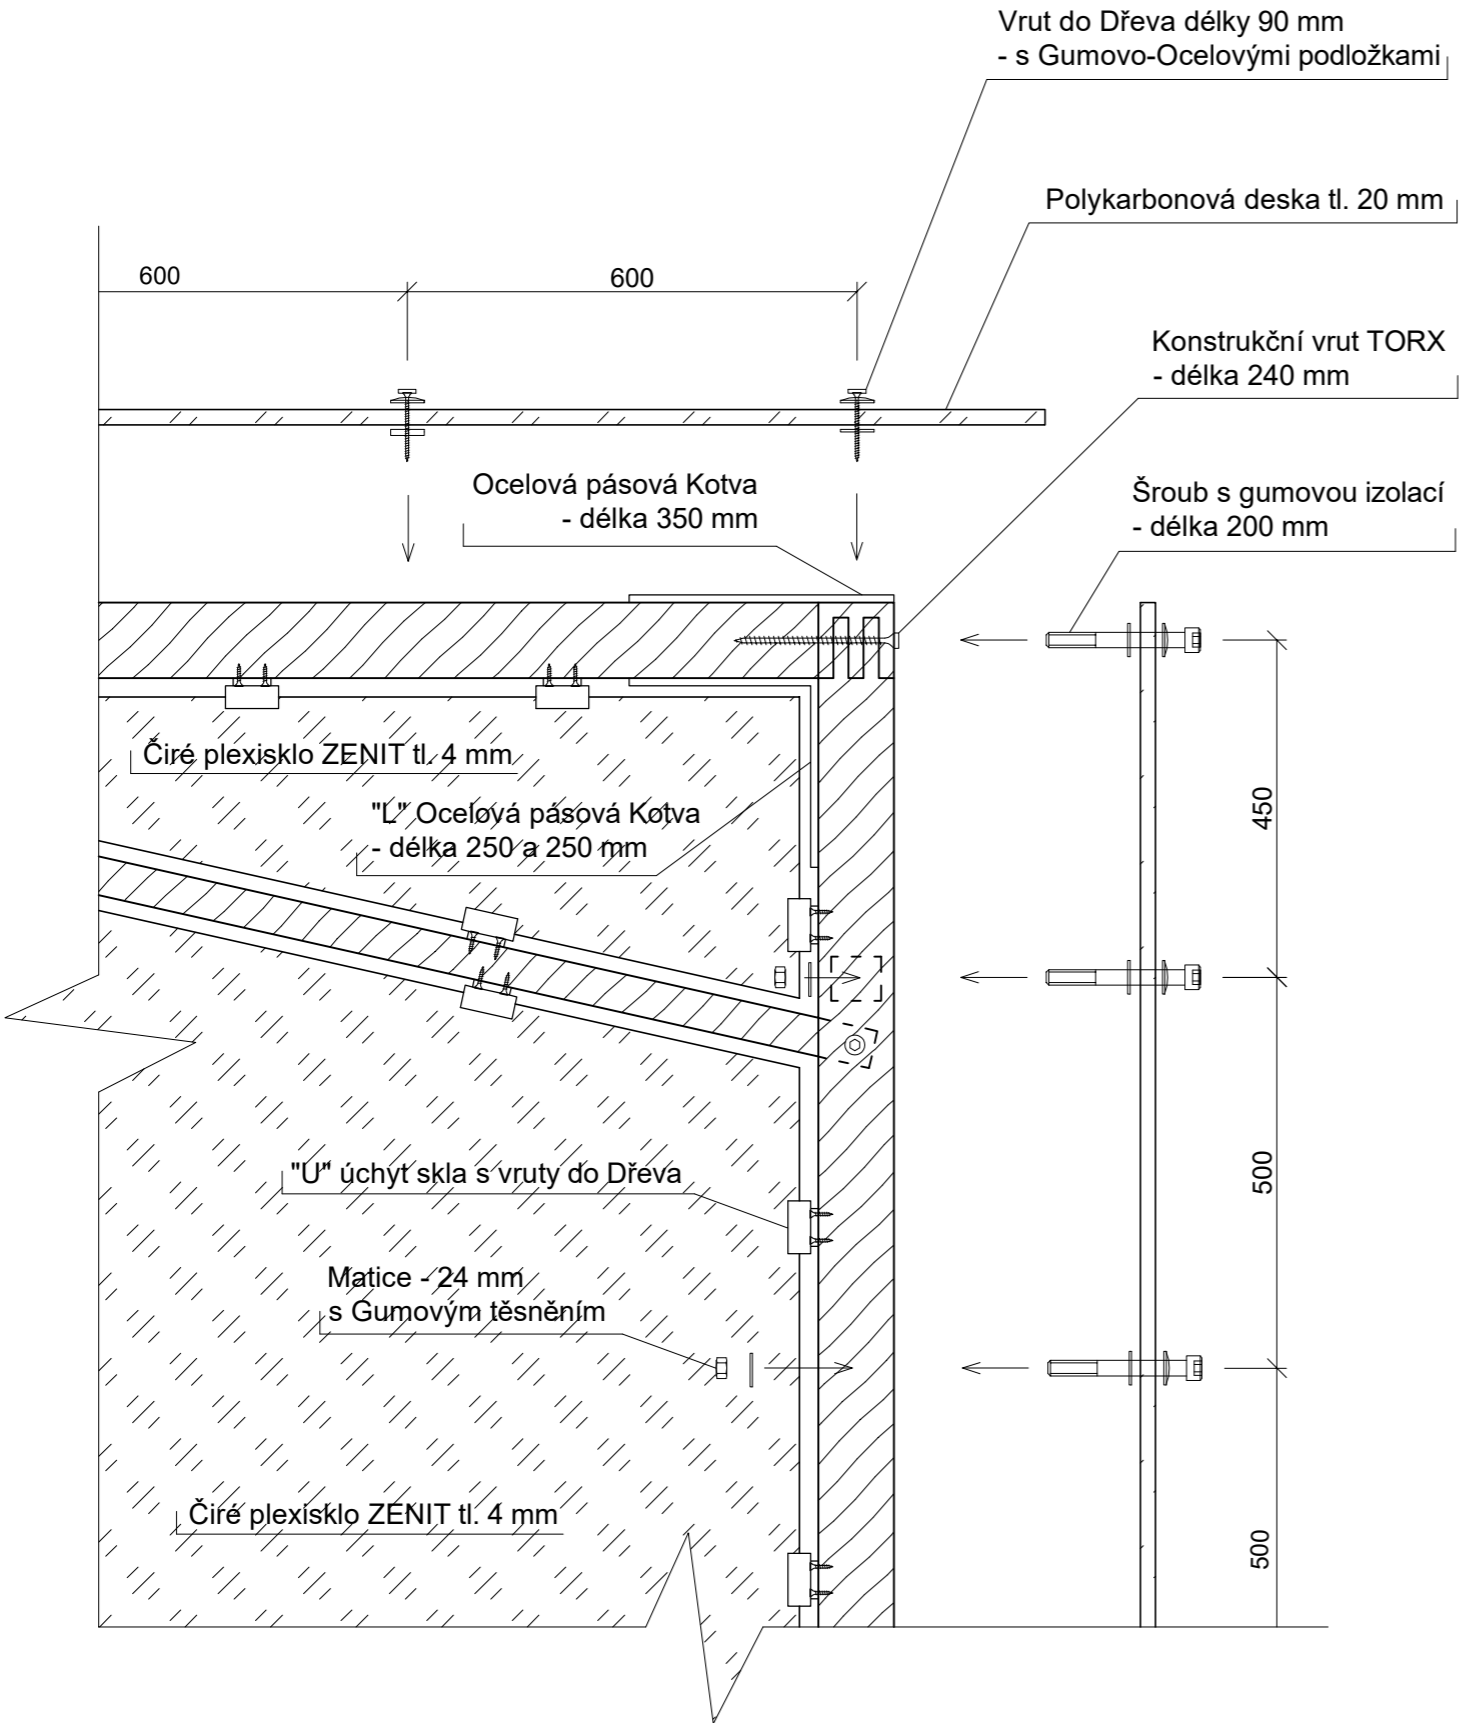 Vrut do Dřeva délky 90 mm
- s Gumovo-Ocelovými podložkami
Polykarbonová deska tl. 20 mm
600
600
Konstrukční vrut TORX
- délka 240 mm
Ocelová pásová Kotva
- délka 350 mm
Šroub s gumovou izolací
- délka 200 mm
Čiré plexisklo ZENIT tl. 4 mm
"L" Ocelová pásová Kotva
- délka 250 a 250 mm
450
"U" úchyt skla s vruty do Dřeva
500
Matice - 24 mm
s Gumovým těsněním
Čiré plexisklo ZENIT tl. 4 mm
500